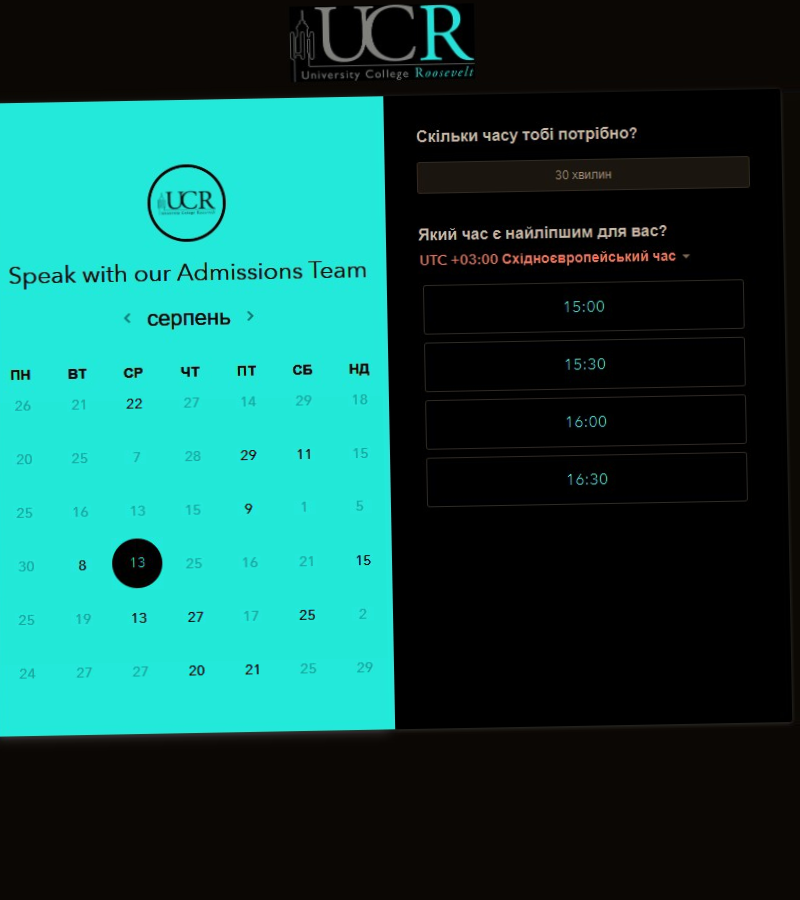 UCR
University College Roosevelt
UCR
Speak with our Admissions Team
серпень
ПН ВТ СР ЧТ ПТ СБ НД
26 21 22 27 14 29 18
20 25 7 28 29 11 15
25 16 13 15 9 1 5
30 8 13 25 16 21 15
25 19 13 27 17 25 2
24 27 27 20 21 25 29
Скільки часу тобі потрібно?
30 хвилин
Який час є найліпшим для вас?
UTC +03:00 Східноєвропейський час
15:00
15:30
16:00
16:30